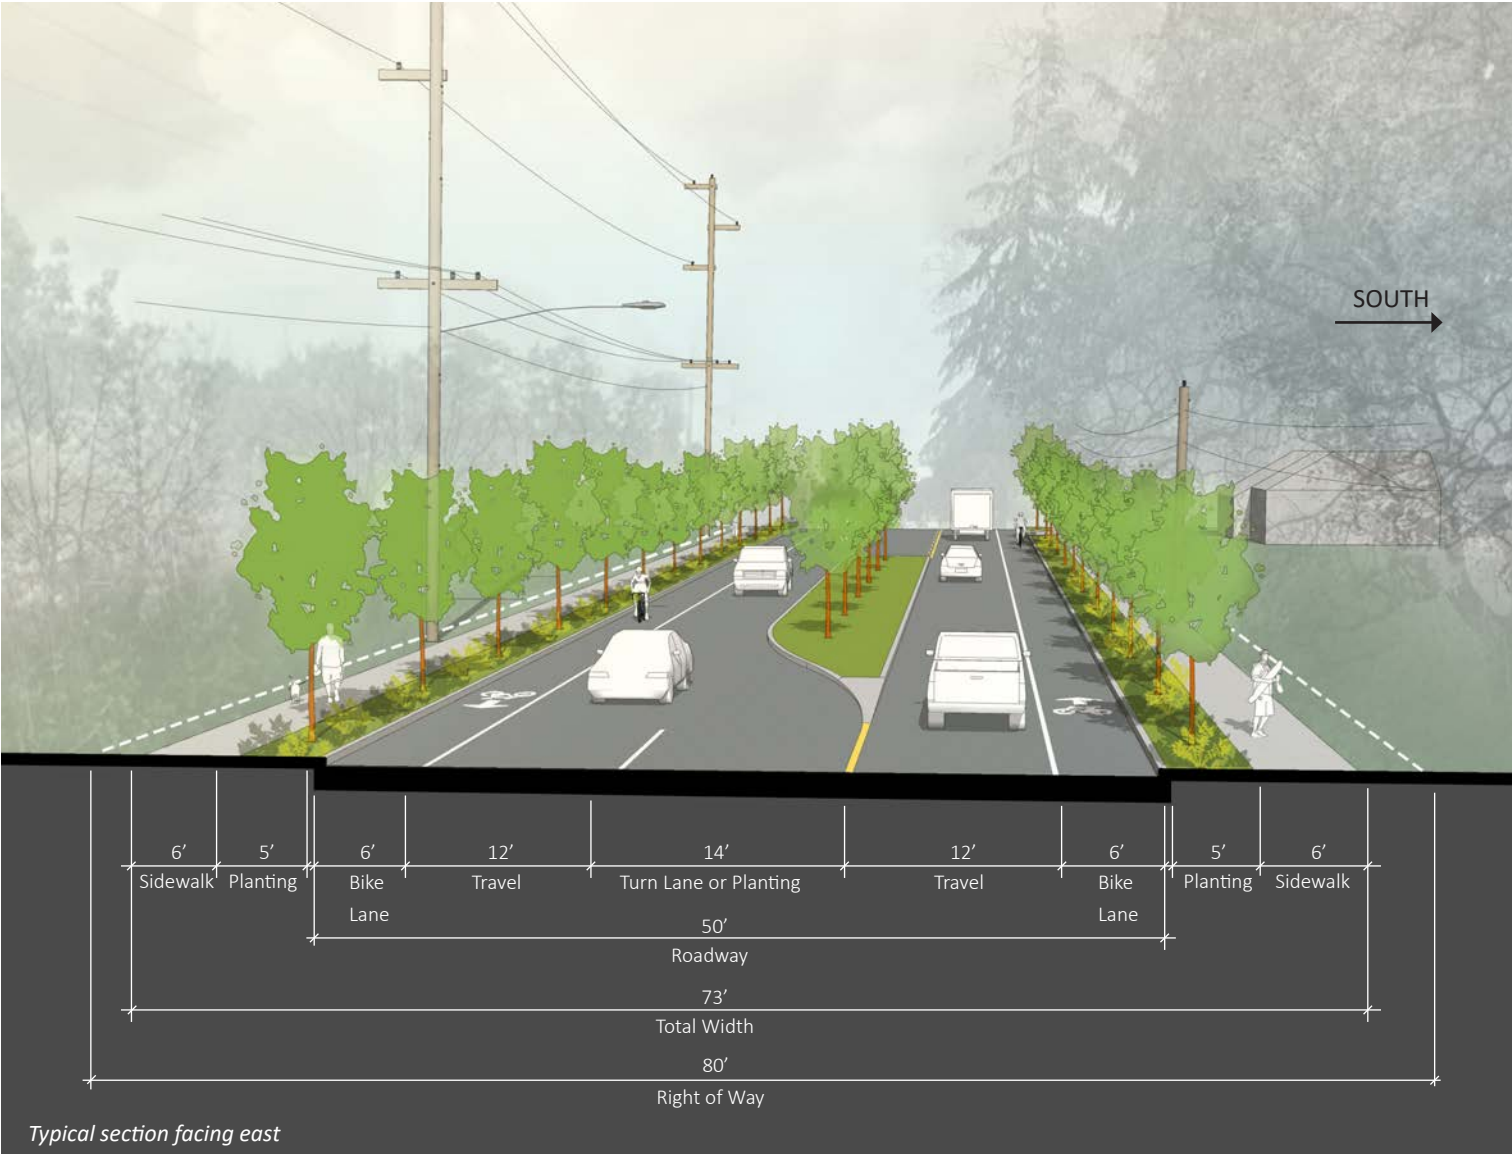 SOUTH
6’ 5’ 6’ 12’ 14’ 12’ 6’ 5’ 6’
Sidewalk Planting Bike Travel Turn Lane or Planting Travel Bike Planting Sidewalk
Lane Lane
50’
Roadway
73’
Total Width
80’
Right of Way
Typical section facing east